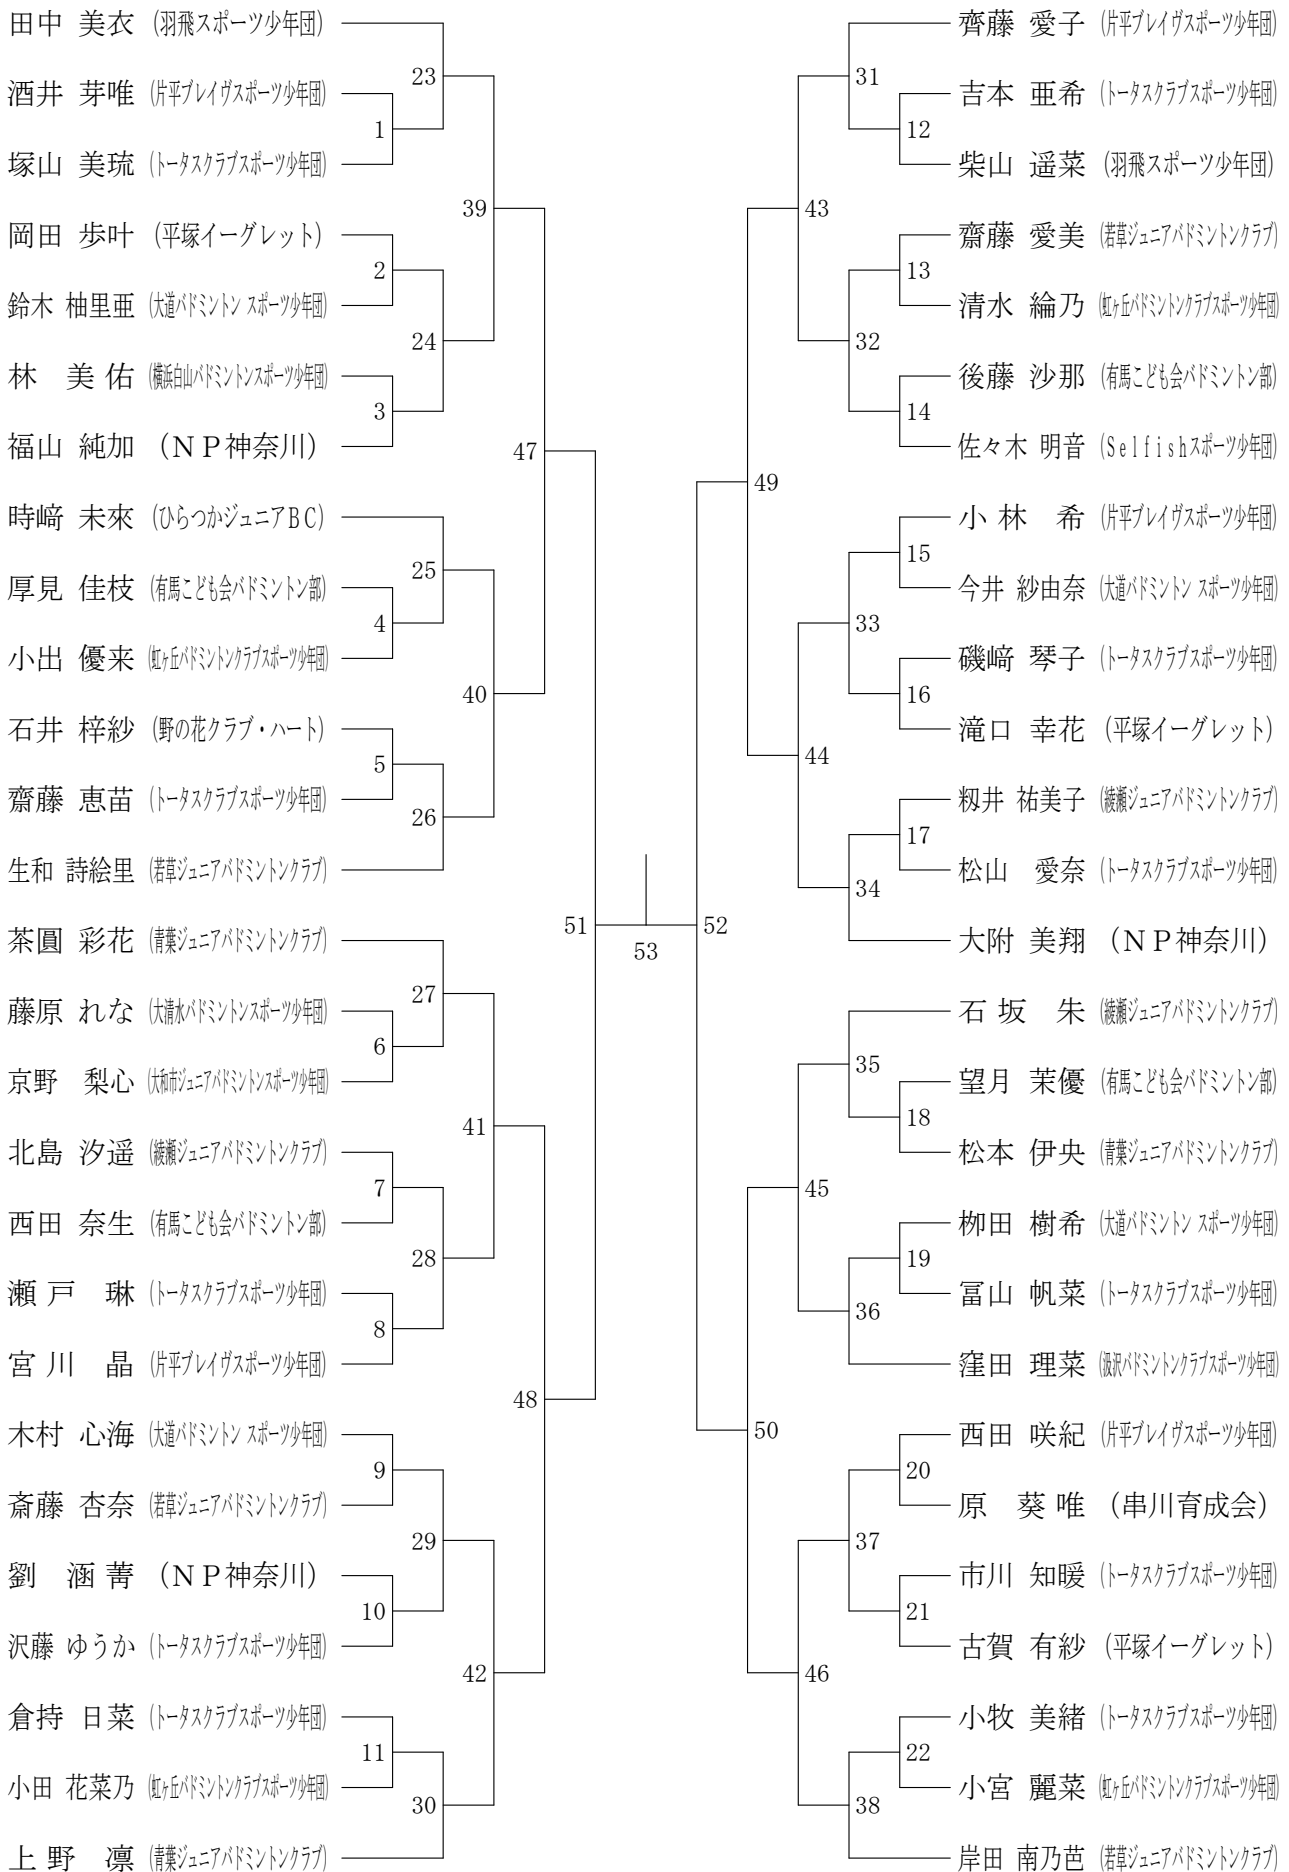 田中 美衣 (羽飛スポーツ少年団)
酒井 芽唯 (片平ブレイヴスポーツ少年団)
塚山 美琉 (トータスクラブスポーツ少年団)
岡田 歩叶 (平塚イーグレット)
鈴木 柚里亜 (大道バドミントン スポーツ少年団)
林 美佑 (横浜白山バドミントンスポーツ少年団)
福山 純加 (NP神奈川)
時﨑 未來 (ひらつかジュニアBC)
厚見 佳枝 (有馬こども会バドミントン部)
小出 優来 (虹ヶ丘バドミントンクラブスポーツ少年団)
石井 梓紗 (野の花クラブ・ハート)
齋藤 恵苗 (トータスクラブスポーツ少年団)
生和 詩絵里 (若草ジュニアバドミントンクラブ)
茶圓 彩花 (青葉ジュニアバドミントンクラブ)
藤原 れな (大清水バドミントンスポーツ少年団)
京野 梨心 (大和市ジュニアバドミントンスポーツ少年団)
北島 汐遥 (綾瀬ジュニアバドミントンクラブ)
西田 奈生 (有馬こども会バドミントン部)
瀬戸 琳 (トータスクラブスポーツ少年団)
宮川 晶 (片平ブレイヴスポーツ少年団)
木村 心海 (大道バドミントン スポーツ少年団)
斎藤 杏奈 (若草ジュニアバドミントンクラブ)
劉 涵菁 (NP神奈川)
沢藤 ゆうか (トータスクラブスポーツ少年団)
倉持 日菜 (トータスクラブスポーツ少年団)
小田 花菜乃 (虹ヶ丘バドミントンクラブスポーツ少年団)
上野 凛 (青葉ジュニアバドミントンクラブ)
1
2
3
4
5
6
7
8
9
10
11
23
24
25
26
27
28
29
30
39
40
41
42
47
48
51
53
52
49
50
43
44
45
46
31
32
33
34
35
36
37
38
12
13
14
15
16
17
18
19
20
21
22
齊藤 愛子 (片平ブレイヴスポーツ少年団)
吉本 亜希 (トータスクラブスポーツ少年団)
柴山 遥菜 (羽飛スポーツ少年団)
齋藤 愛美 (若草ジュニアバドミントンクラブ)
清水 綸乃 (虹ヶ丘バドミントンクラブスポーツ少年団)
後藤 沙那 (有馬こども会バドミントン部)
佐々木 明音 (Selfishスポーツ少年団)
小林 希 (片平ブレイヴスポーツ少年団)
今井 紗由奈 (大道バドミントン スポーツ少年団)
磯﨑 琴子 (トータスクラブスポーツ少年団)
滝口 幸花 (平塚イーグレット)
籾井 祐美子 (綾瀬ジュニアバドミントンクラブ)
松山 愛奈 (トータスクラブスポーツ少年団)
大附 美翔 (NP神奈川)
石坂 朱 (綾瀬ジュニアバドミントンクラブ)
望月 茉優 (有馬こども会バドミントン部)
松本 伊央 (青葉ジュニアバドミントンクラブ)
栁田 樹希 (大道バドミントン スポーツ少年団)
冨山 帆菜 (トータスクラブスポーツ少年団)
窪田 理菜 (汲沢バドミントンクラブスポーツ少年団)
西田 咲紀 (片平ブレイヴスポーツ少年団)
原 葵唯 (串川育成会)
市川 知暖 (トータスクラブスポーツ少年団)
古賀 有紗 (平塚イーグレット)
小牧 美緒 (トータスクラブスポーツ少年団)
小宮 麗菜 (虹ヶ丘バドミントンクラブスポーツ少年団)
岸田 南乃芭 (若草ジュニアバドミントンクラブ)